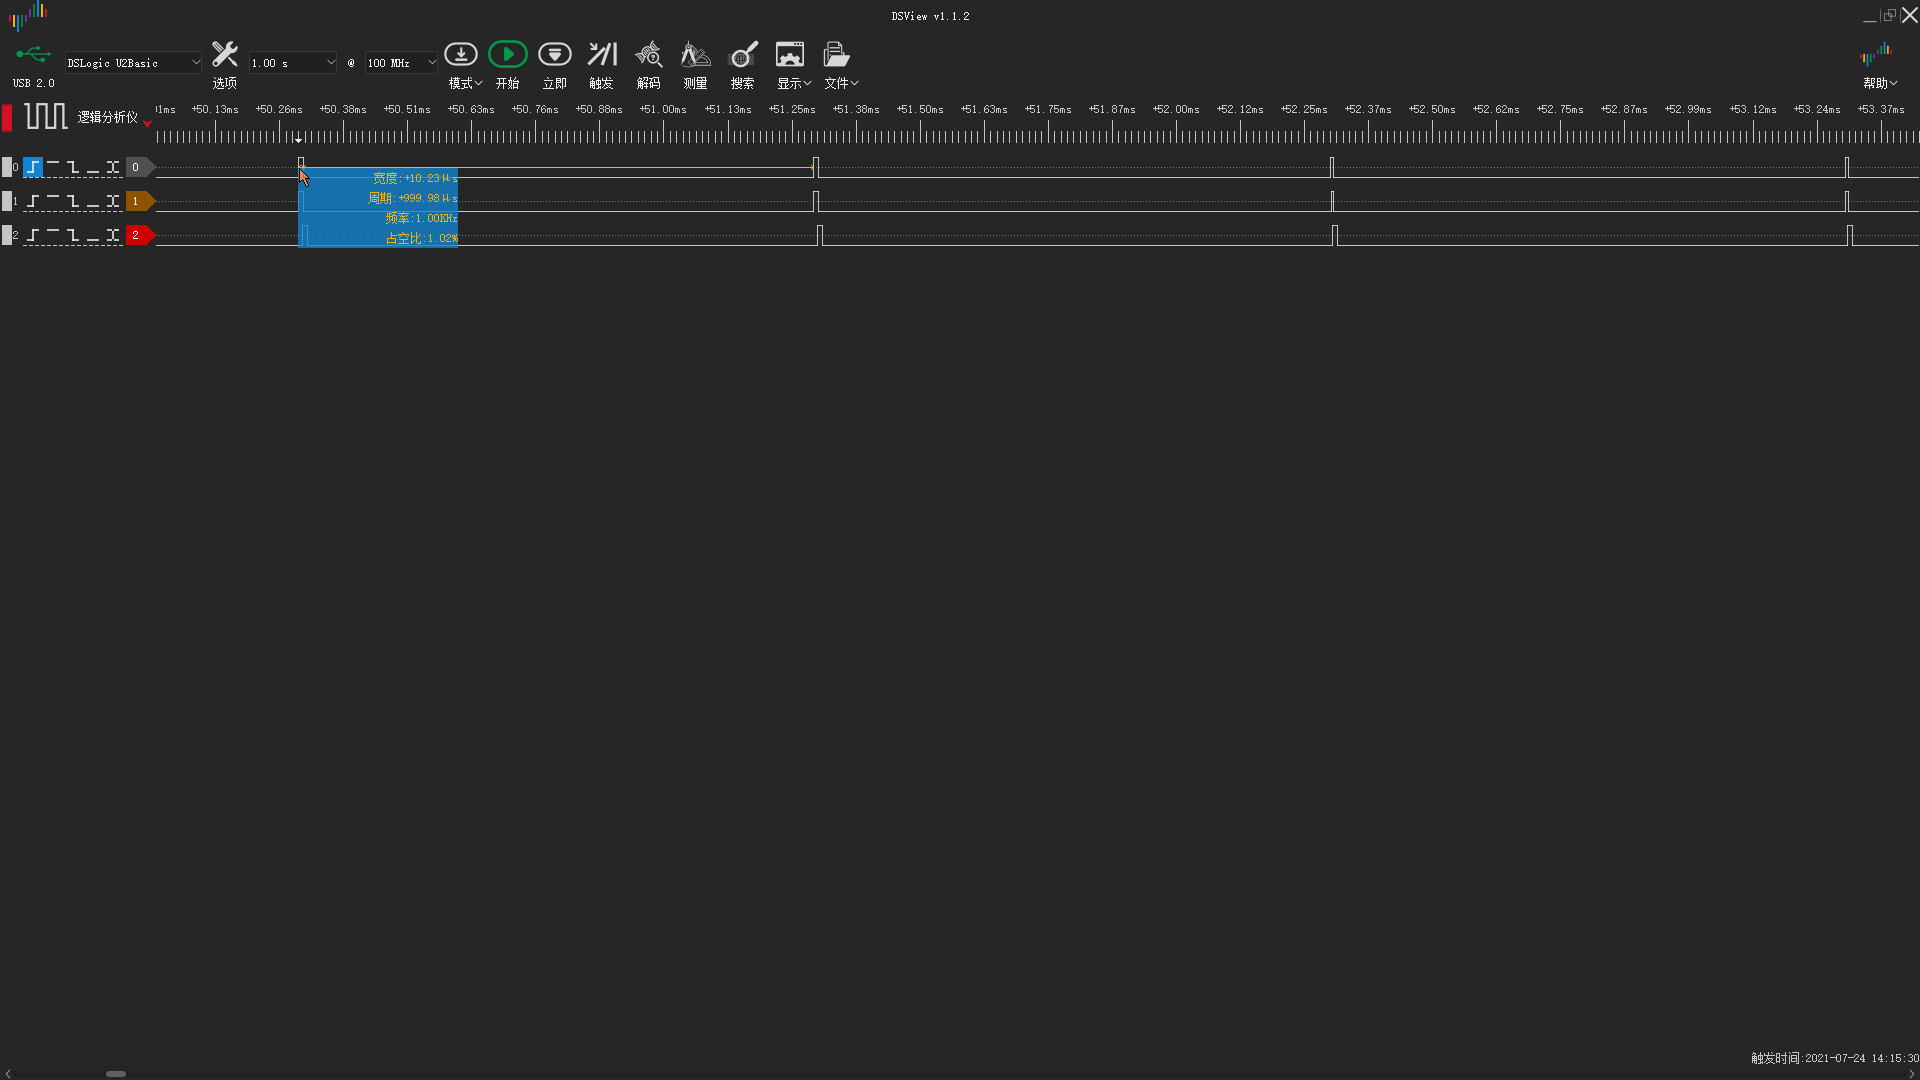 DSView v1.1.2
USB 2.0
DSLogic U2Basic
选项
1.00 s
@
100 MHz
模式
开始
立即
触发
解码
测量
搜索
显示
文件
帮助
逻辑分析仪
1ms +50.13ms +50.26ms +50.38ms +50.51ms +50.63ms +50.76ms +50.88ms +51.00ms +51.13ms +51.25ms +51.38ms +51.50ms +51.63ms +51.75ms +51.87ms +52.00ms +52.12ms +52.25ms +52.37ms +52.50ms +52.62ms +52.75ms +52.87ms +52.99ms +53.12ms +53.24ms +53.37ms
0 0
宽度:+10.23μs
1 1
周期:+999.98μs
频率:1.00KHz
2 2
占空比:1.02%
触发时间:2021-07-24 14:15:30